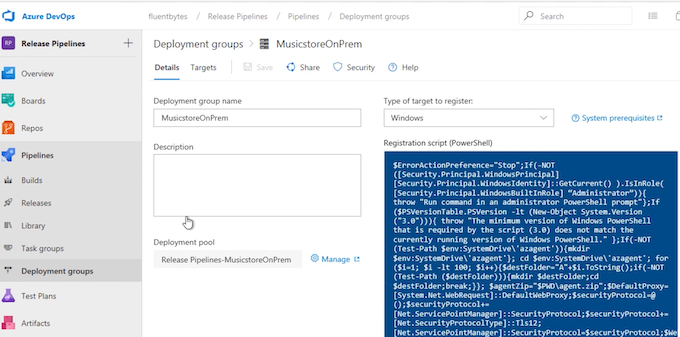 Azure DevOps
fluentbytes / Release Pipelines / Pipelines / Deployment groups
Search
RP Release Pipelines
Overview
Boards
Repos
Pipelines
Builds
Releases
Library
Task groups
Deployment groups
Test Plans
Artifacts
Deployment groups > MusicstoreOnPrem
Details Targets Save Share Security Help
Deployment group name
MusicstoreOnPrem
Description
Deployment pool
Release Pipelines-MusicstoreOnPrem
Manage
Type of target to register:
Windows
System prerequisites
Registration script (PowerShell)
$ErrorActionPreference="Stop";If(-NOT
([Security.Principal.WindowsPrincipal]
[Security.Principal.WindowsIdentity]::GetCurrent() ).IsInRole(
[Security.Principal.WindowsBuiltInRole] "Administrator")){
throw "Run command in an administrator PowerShell prompt"};If
($PSVersionTable.PSVersion -lt (New-Object System.Version
("3.0"))){ throw "The minimum version of Windows PowerShell
that is required by the script (3.0) does not match the
currently running version of Windows PowerShell." };If(-NOT
(Test-Path $env:SystemDrive\'azagent')){mkdir
$env:SystemDrive\'azagent'}; cd $env:SystemDrive\'azagent'; for
($i=1; $i -lt 100; $i++){$destFolder="A"+$i.ToString();if(-NOT
(Test-Path ($destFolder))){mkdir $destFolder;cd
$destFolder;break;}}; $agentZip="$PWD\agent.zip";$DefaultProxy=
[System.Net.WebRequest]::DefaultWebProxy;$securityProtocol=@
();$securityProtocol+=
[Net.ServicePointManager]::SecurityProtocol;$securityProtocol+=
[Net.SecurityProtocolType]::Tls12;
[Net.ServicePointManager]::SecurityProtocol=$securityProtocol;$We